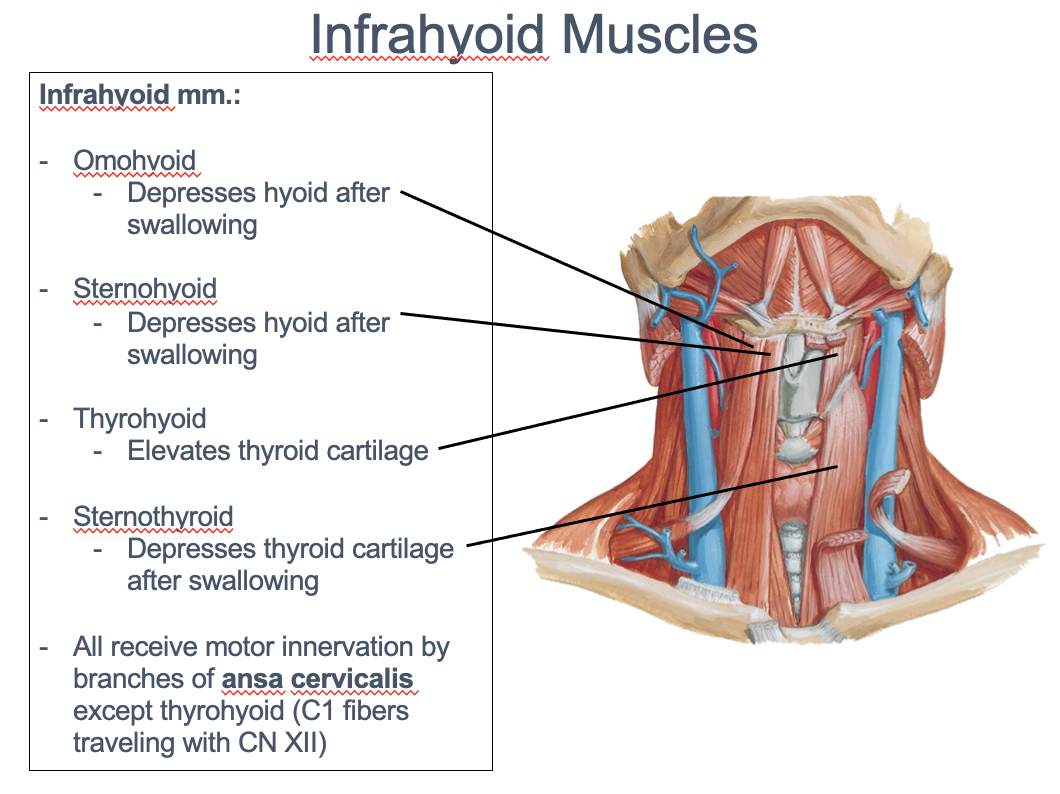 Infrahyoid Muscles
Infrahyoid mm.:
- Omohyoid
- Depresses hyoid after
swallowing
- Sternohyoid
- Depresses hyoid after
swallowing
- Thyrohyoid
- Elevates thyroid cartilage
- Sternothyroid
- Depresses thyroid cartilage
after swallowing
- All receive motor innervation by
branches of ansa cervicalis
except thyrohyoid (C1 fibers
traveling with CN XII)